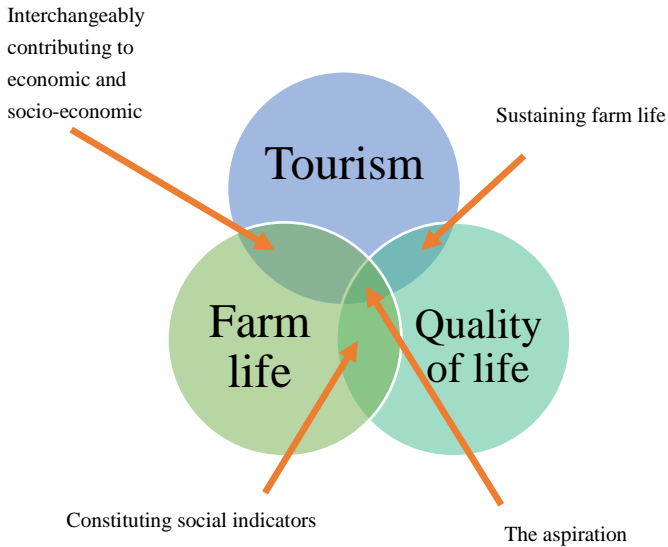 Interchangeably
contributing to
economic and
socio-economic
Sustaining farm life
Tourism
Farm
life
Quality
of life
Constituting social indicators
The aspiration